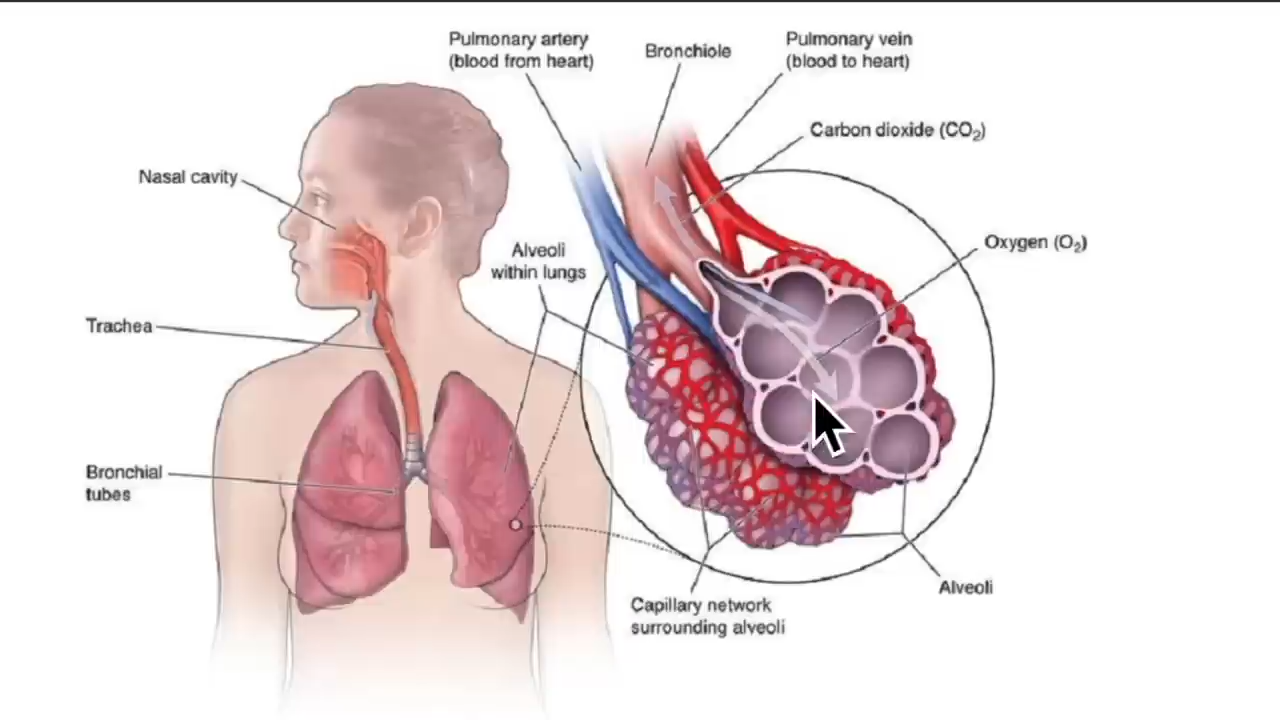 Pulmonary artery
(blood from heart)
Bronchiole
Pulmonary vein
(blood to heart)
Carbon dioxide (CO₂)
Nasal cavity
Oxygen (O₂)
Alveoli
within lungs
Trachea
Bronchial
tubes
Alveoli
Capillary network
surrounding alveoli